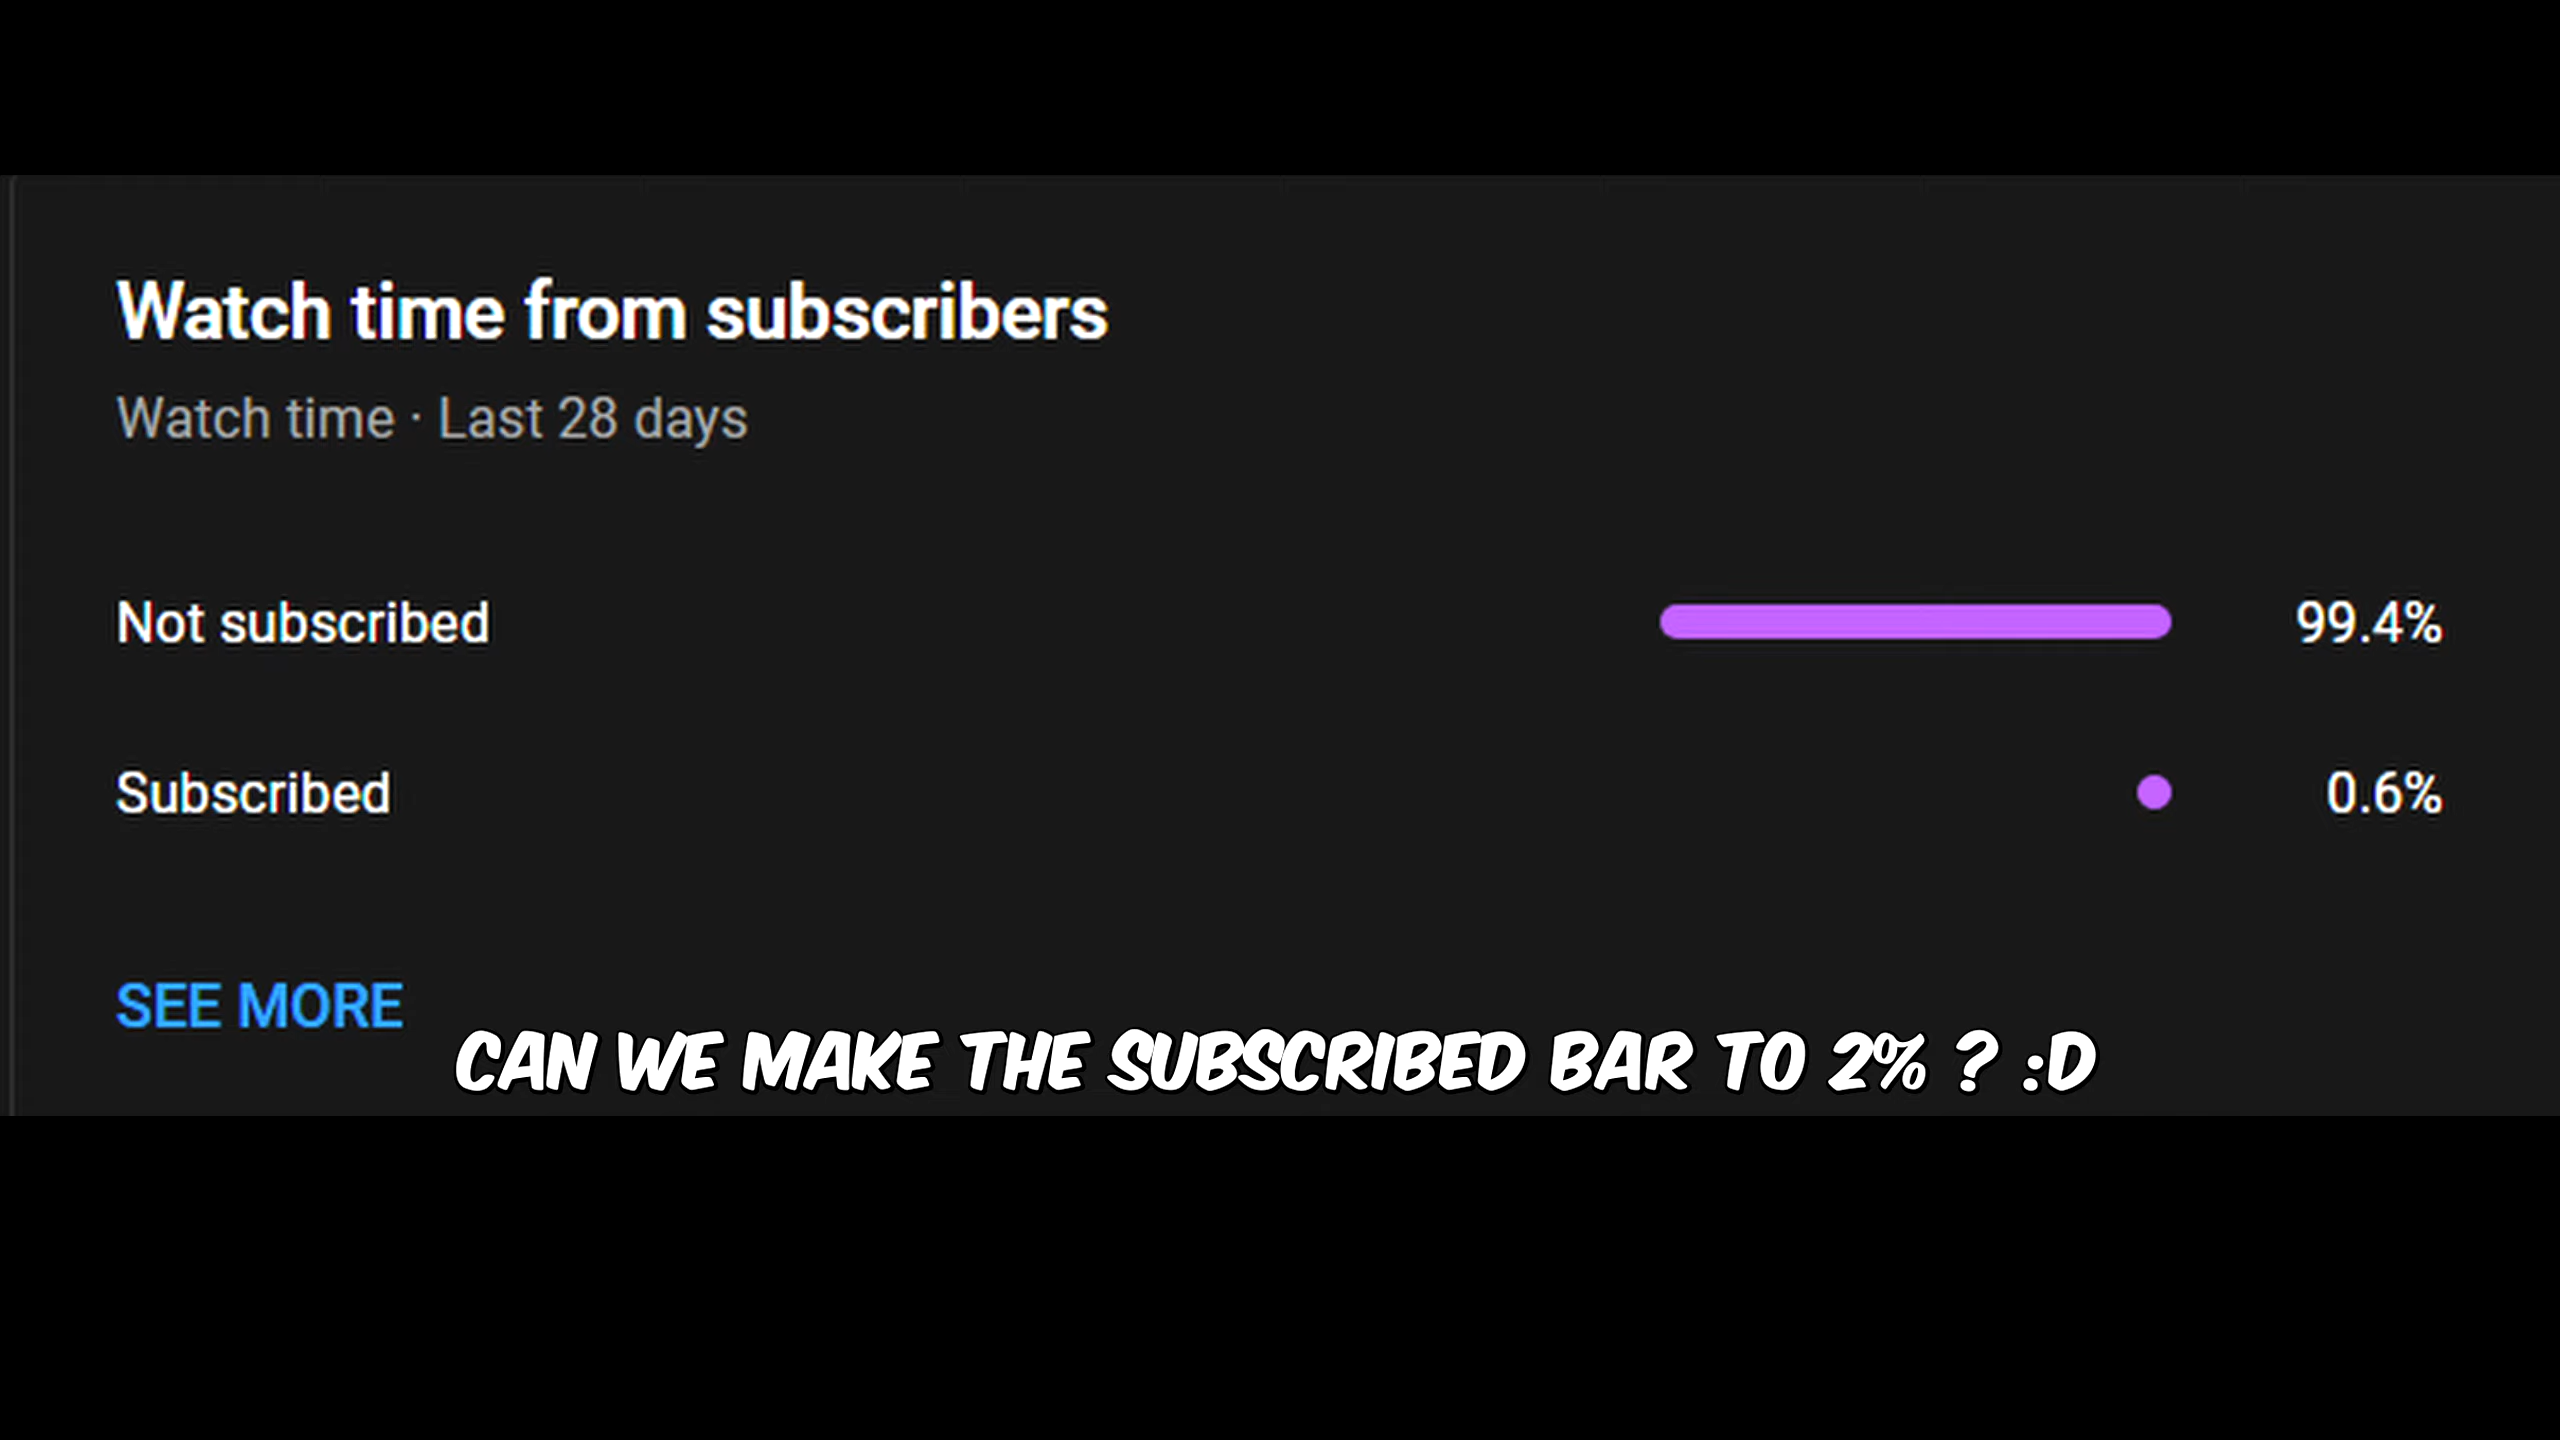 Watch time from subscribers
Watch time · Last 28 days
Not subscribed 99.4%
Subscribed 0.6%
SEE MORE
CAN WE MAKE THE SUBSCRIBED BAR TO 2% ? :D